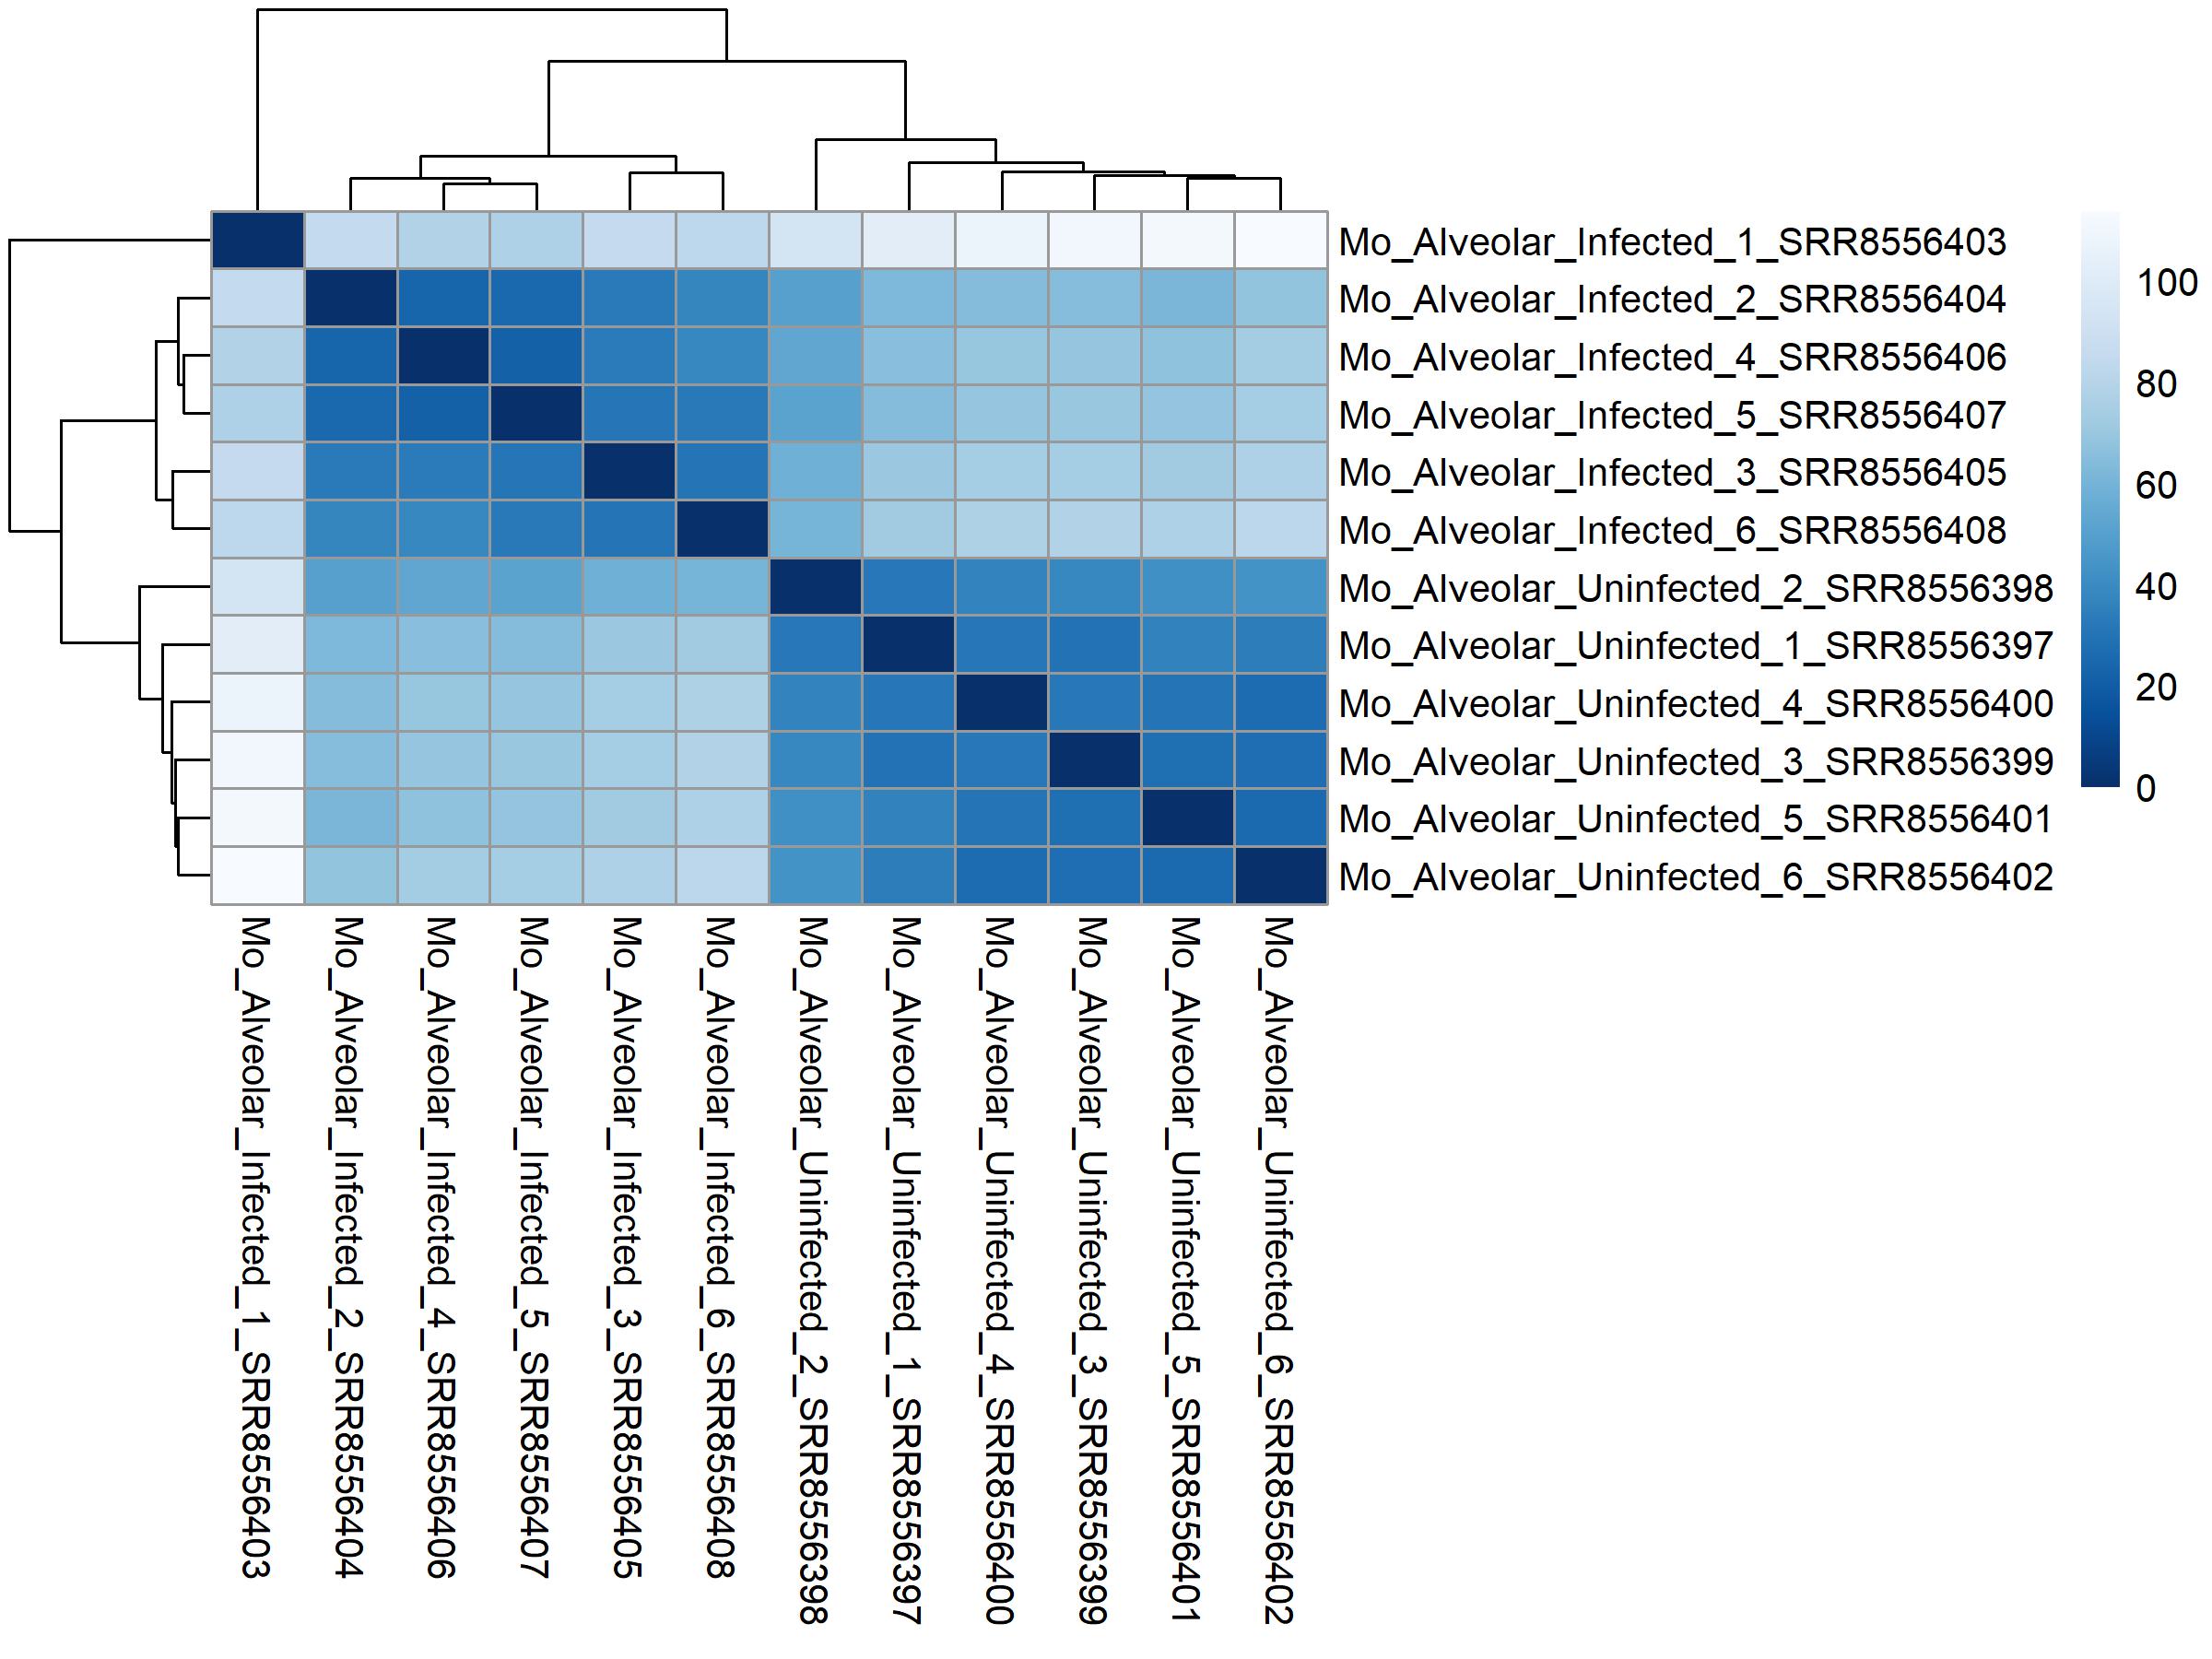 Mo_Alveolar_Infected_1_SRR8556403
Mo_Alveolar_Infected_2_SRR8556404
Mo_Alveolar_Infected_4_SRR8556406
Mo_Alveolar_Infected_5_SRR8556407
Mo_Alveolar_Infected_3_SRR8556405
Mo_Alveolar_Infected_6_SRR8556408
Mo_Alveolar_Uninfected_2_SRR8556398
Mo_Alveolar_Uninfected_1_SRR8556397
Mo_Alveolar_Uninfected_4_SRR8556400
Mo_Alveolar_Uninfected_3_SRR8556399
Mo_Alveolar_Uninfected_5_SRR8556401
Mo_Alveolar_Uninfected_6_SRR8556402
100
80
60
40
20
0
Mo_Alveolar_Infected_1_SRR8556403
Mo_Alveolar_Infected_2_SRR8556404
Mo_Alveolar_Infected_4_SRR8556406
Mo_Alveolar_Infected_5_SRR8556407
Mo_Alveolar_Infected_3_SRR8556405
Mo_Alveolar_Infected_6_SRR8556408
Mo_Alveolar_Uninfected_2_SRR8556398
Mo_Alveolar_Uninfected_1_SRR8556397
Mo_Alveolar_Uninfected_4_SRR8556400
Mo_Alveolar_Uninfected_3_SRR8556399
Mo_Alveolar_Uninfected_5_SRR8556401
Mo_Alveolar_Uninfected_6_SRR8556402